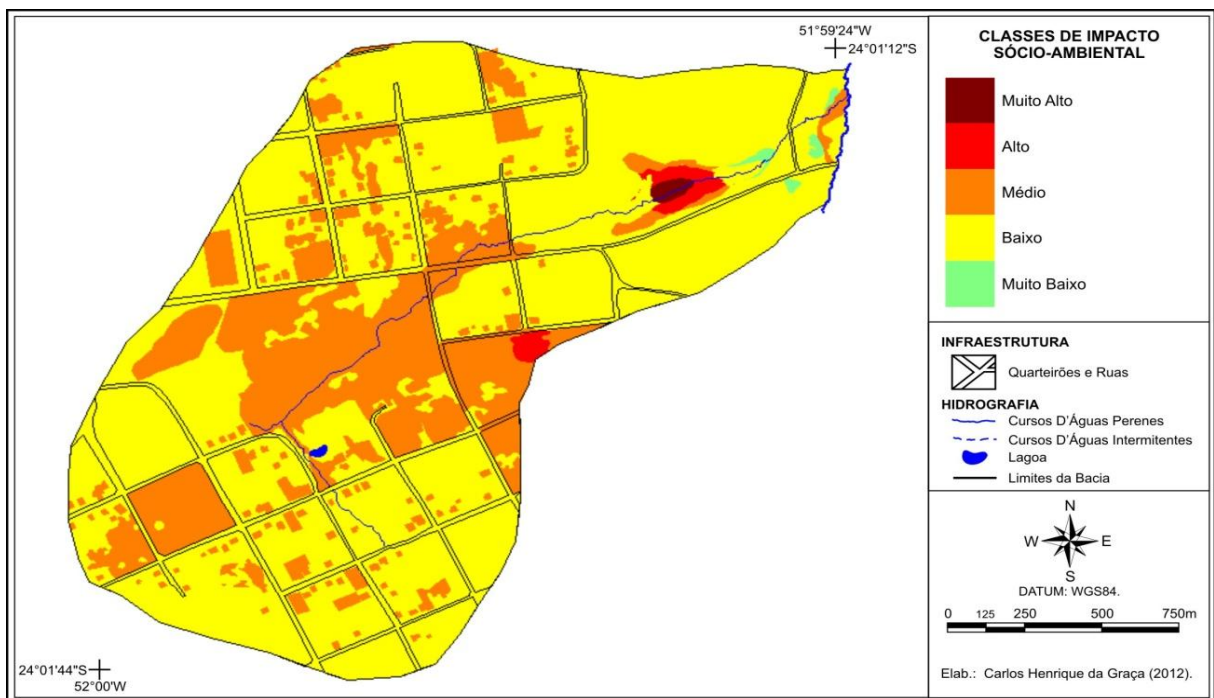 51°59'24"W
24°01'12"S
24°01'44"S
52°00'W
CLASSES DE IMPACTO
SÓCIO-AMBIENTAL
Muito Alto
Alto
Médio
Baixo
Muito Baixo
INFRAESTRUTURA
Quarteirões e Ruas
HIDROGRAFIA
Cursos D'Águas Perenes
Cursos D'Águas Intermitentes
Lagoa
Limites da Bacia
N
W
E
S
DATUM: WGS84.
0 125 250 500 750m
Elab.: Carlos Henrique da Graça (2012).